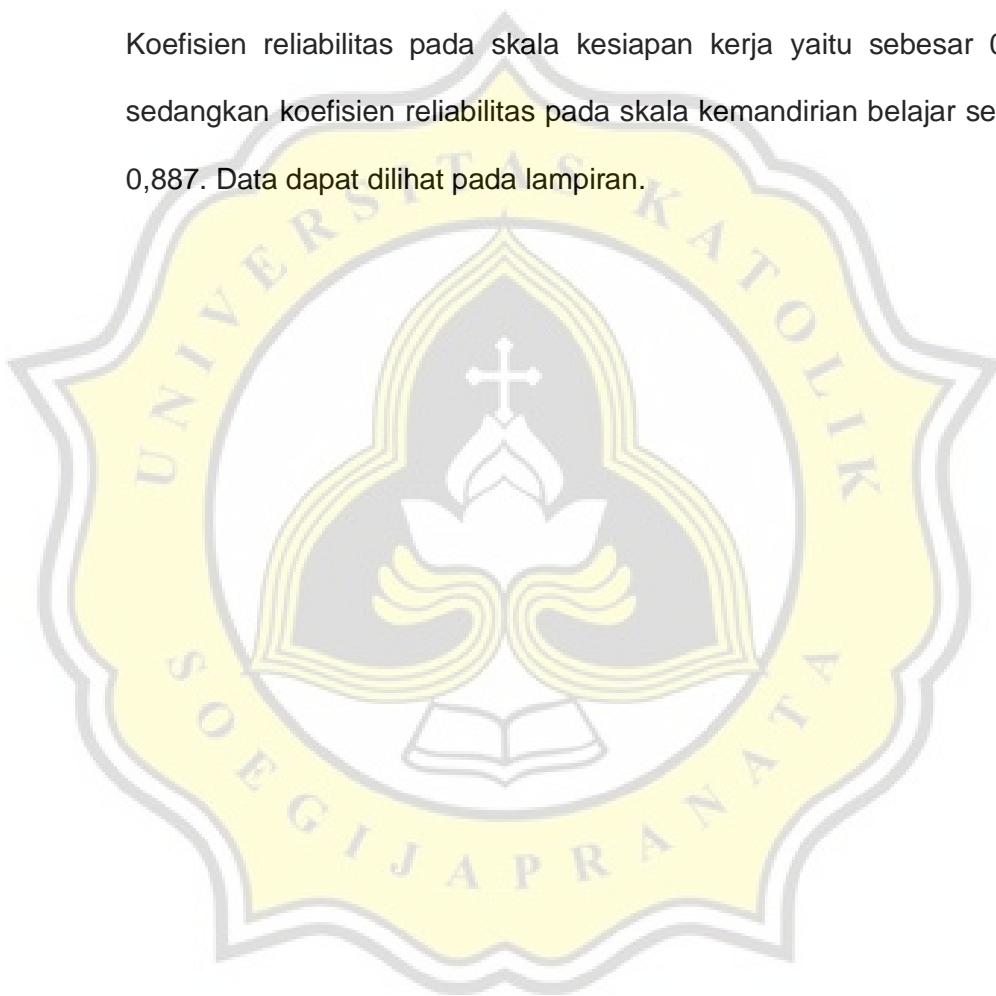 Koefisien reliabilitas pada skala kesiapan kerja yaitu sebesar
sedangkan koefisien reliabilitas pada skala kemandirian belajar
0,887. Data dapat dilihat pada lampiran.
UNIVERSITAS KATOLIK
SOEGIJAPRANATA